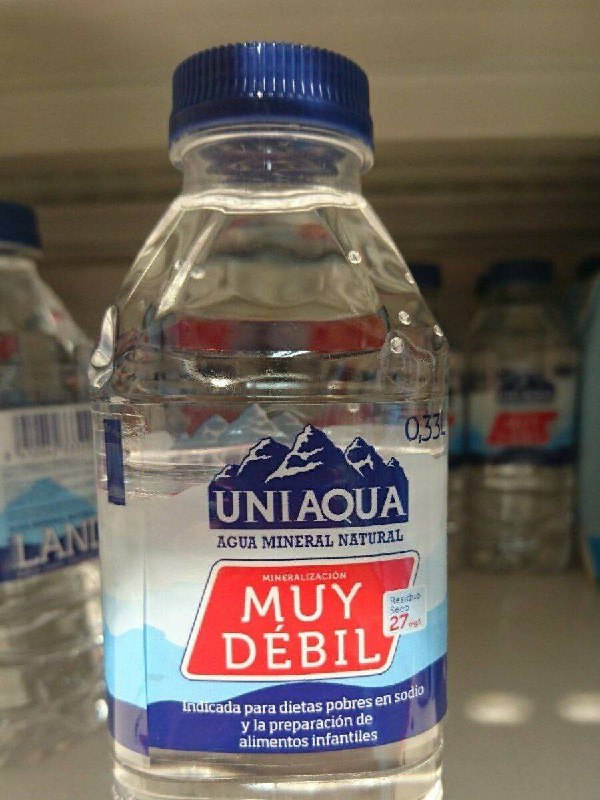 0,33L
UNIAQUA
AGUA MINERAL NATURAL
MINERALIZACIÓN
MUY
DÉBIL
Residuo
Seco
27 mg/l
Indicada para dietas pobres en sodio
y la preparación de
alimentos infantiles
LAN